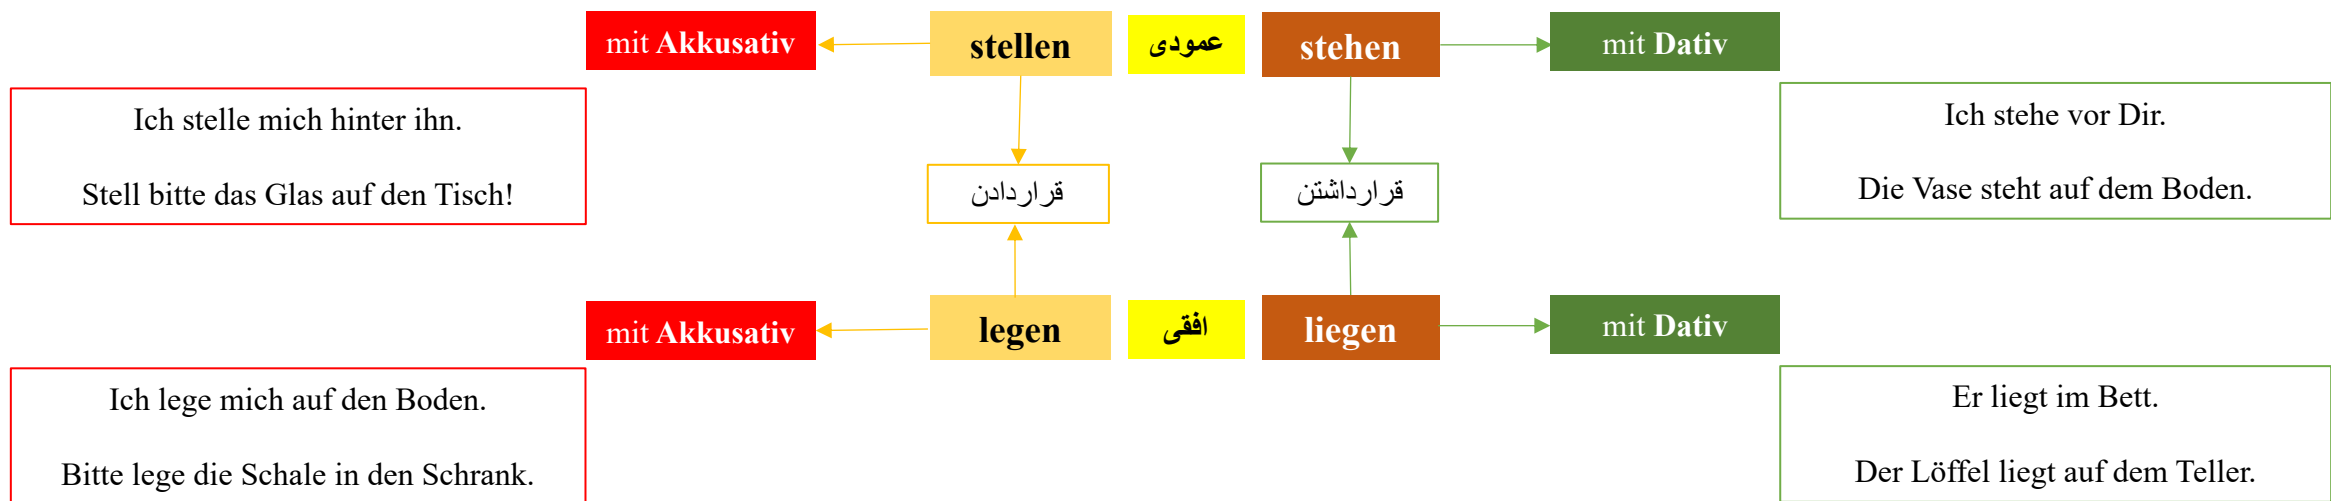 mit Akkusativ
stellen
عمودی
stehen
mit Dativ
Ich stelle mich hinter ihn.
Stell bitte das Glas auf den Tisch!
قراردادن
قرارداشتن
Ich stehe vor Dir.
Die Vase steht auf dem Boden.
mit Akkusativ
legen
افقی
liegen
mit Dativ
Ich lege mich auf den Boden.
Bitte lege die Schale in den Schrank.
Er liegt im Bett.
Der Löffel liegt auf dem Teller.